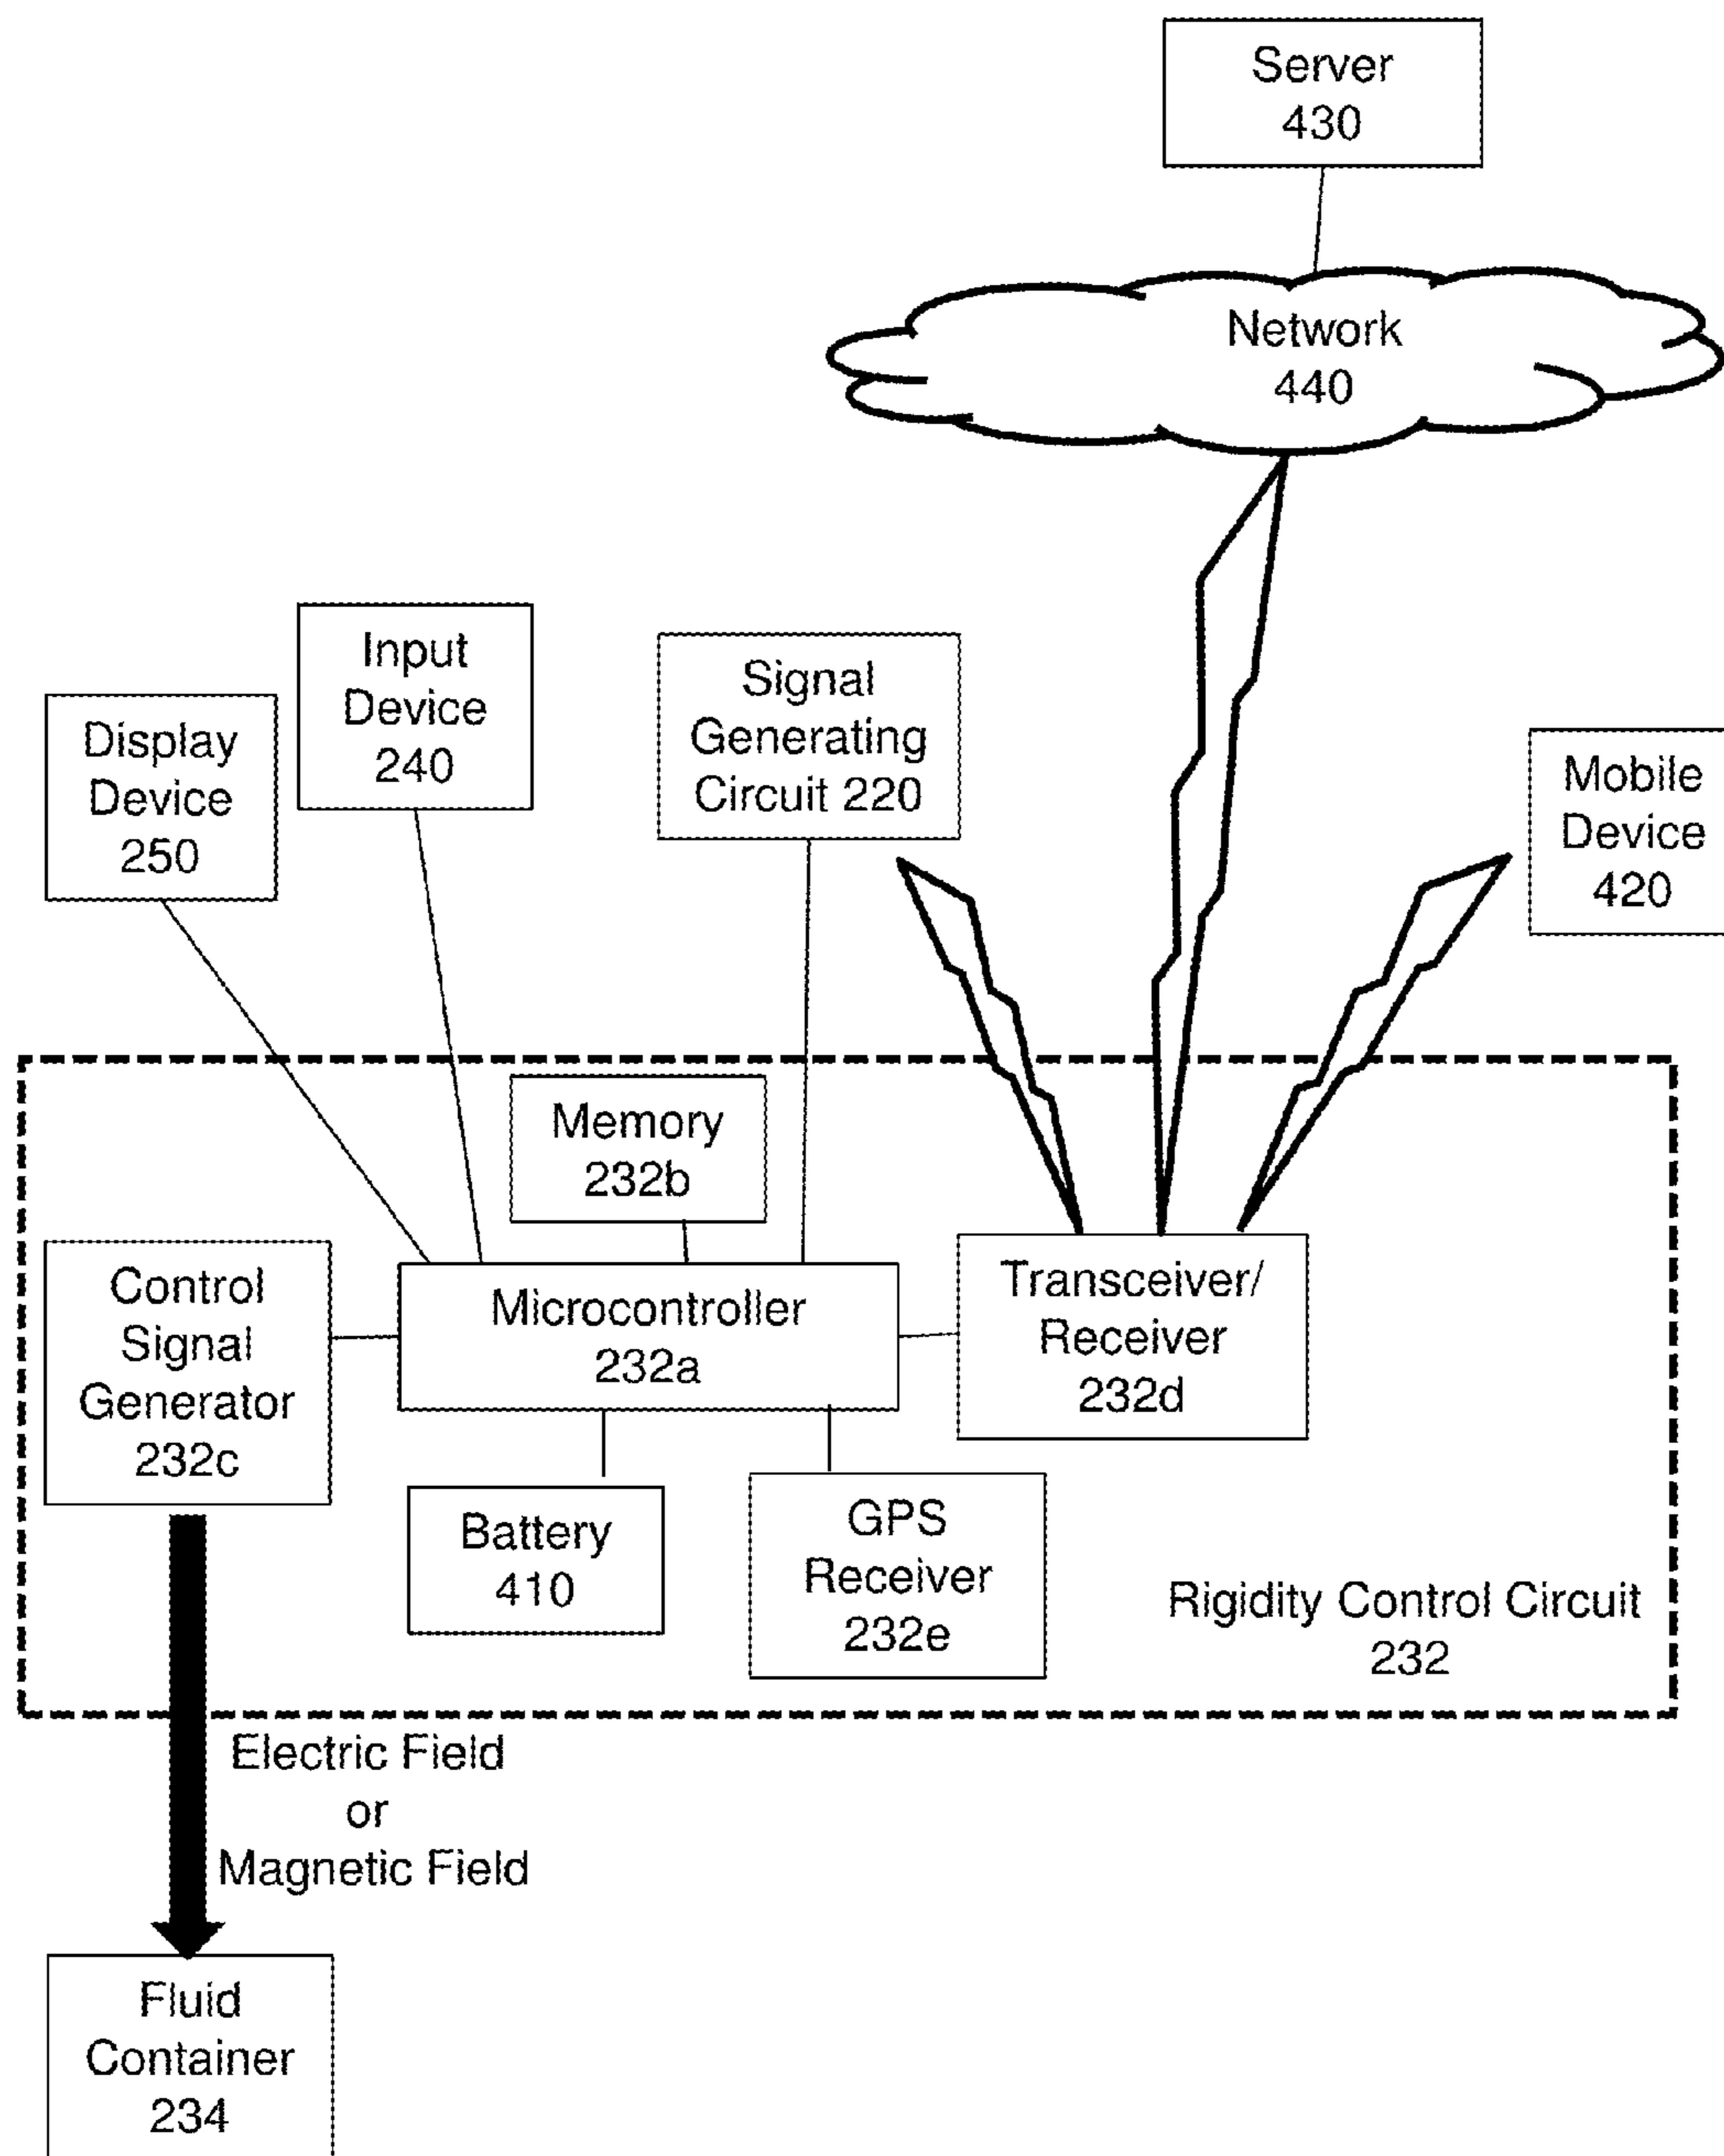 Server
430
Network
440
Input
Device
240
Signal
Generating
Circuit 220
Display
Device
250
Mobile
Device
420
Memory
232b
Control
Signal
Generator
232c
Microcontroller
232a
Transceiver/
Receiver
232d
Battery
410
GPS
Receiver
232e
Rigidity Control Circuit
232
Electric Field
or
Magnetic Field
Fluid
Container
234